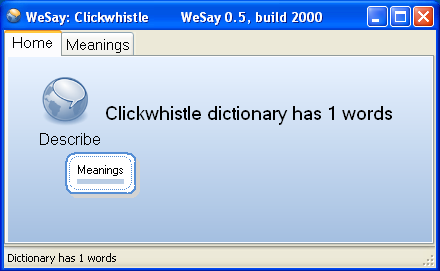 WeSay: Clickwhistle WeSay 0.5, build 2000
Home Meanings
Clickwhistle dictionary has 1 words
Describe
Meanings
Dictionary has 1 words